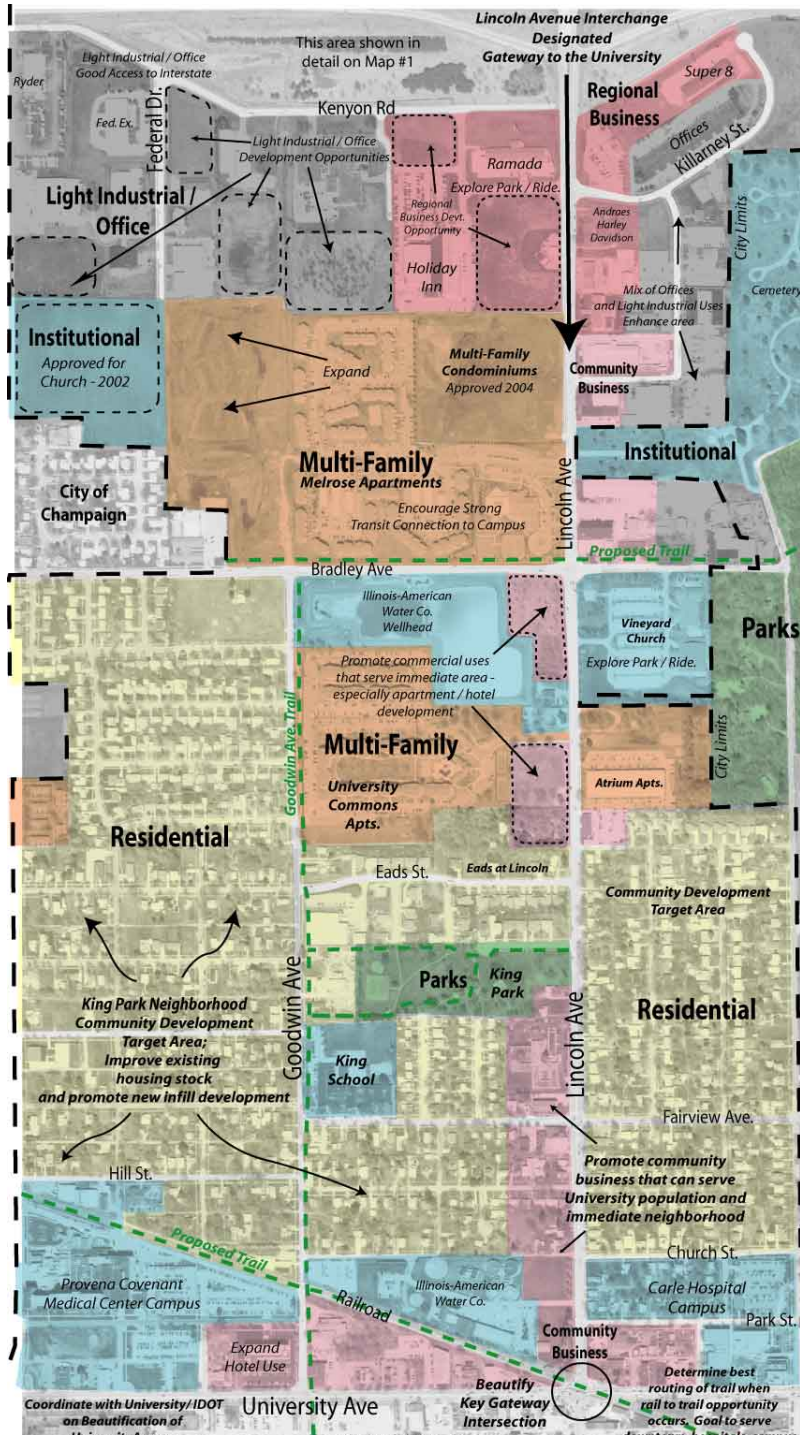 Lincoln Avenue Interchange
Designated
Gateway to the University
This area shown in
detail on Map #1
Light Industrial / Office
Good Access to Interstate
Ryder
Fed. Ex.
Federal Dr.
Kenyon Rd
Regional
Business
Super 8
Offices
Killarney St.
Light Industrial / Office
Development Opportunities
Ramada
Explore Park / Ride.
Regional
Business Devt.
Opportunity
Holiday
Inn
Andraes
Harley
Davidson
City Limits
Cemetery
Light Industrial /
Office
Mix of Offices
and Light Industrial Uses
Enhance area
Institutional
Approved for
Church - 2002
Expand
Multi-Family
Condominiums
Approved 2004
Community
Business
Institutional
Multi-Family
Melrose Apartments
Encourage Strong
Transit Connection to Campus
Lincoln Ave
City of
Champaign
Proposed Trail
Bradley Ave
Illinois-American
Water Co.
Wellhead
Vineyard
Church
Explore Park / Ride.
Parks
Promote commercial uses
that serve immediate area -
especially apartment / hotel
development
Goodwin Ave. Trail
Multi-Family
University
Commons
Apts.
Atrium Apts.
City Limits
Residential
Eads St.
Eads at Lincoln
Community Development
Target Area
Parks
King
Park
Residential
King Park Neighborhood
Community Development
Target Area;
Improve existing
housing stock
and promote new infill development
Goodwin Ave
Lincoln Ave
King
School
Fairview Ave.
Hill St.
Promote community
business that can serve
University population and
immediate neighborhood
Proposed Trail
Church St.
Provena Covenant
Medical Center Campus
Railroad
Illinois-American
Water Co.
Carle Hospital
Campus
Park St.
Expand
Hotel Use
Community
Business
Beautify
Key Gateway
Intersection
Determine best
routing of trail when
rail to trail opportunity
occurs. Goal to serve
University Ave
Coordinate with University/ IDOT
on Beautification of